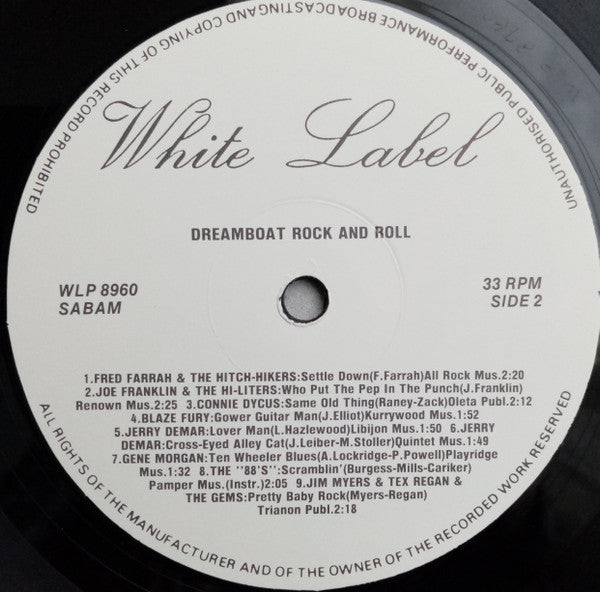 UNAUTHORISED PUBLIC PERFORMANCE BROADCASTING AND COPYING OF THIS RECORD PROHIBITED
White Label
DREAMBOAT ROCK AND ROLL
WLP 8960
SABAM
33 RPM
SIDE 2
1.FRED FARRAH & THE HITCH-HIKERS:Settle Down(F.Farrah)All Rock Mus.2:20
2.JOE FRANKLIN & THE HI-LITERS:Who Put The Pep In The Punch(J.Franklin)
Renown Mus.2:25 3.CONNIE DYCUS:Same Old Thing(Raney-Zack)Oleta Publ.2:12
4.BLAZE FURY:Gower Guitar Man(J.Elliot)Kurrywood Mus.1:52
5.JERRY DEMAR:Lover Man(L.Hazlewood)Libijon Mus.1:50 6.JERRY
DEMAR:Cross-Eyed Alley Cat(J.Leiber-M.Stoller)Quintet Mus.1:49
7.GENE MORGAN:Ten Wheeler Blues(A.Lockridge-P.Powell)Playridge
Mus.1:32 8.THE "88'S":Scramblin'(Burgess-Mills-Cariker)
Pamper Mus.(Instr.)2:05 9.JIM MYERS & TEX REGAN &
THE GEMS:Pretty Baby Rock(Myers-Regan)
Trianon Publ.2:18
ALL RIGHTS OF THE MANUFACTURER AND OF THE OWNER OF THE RECORDED WORK RESERVED